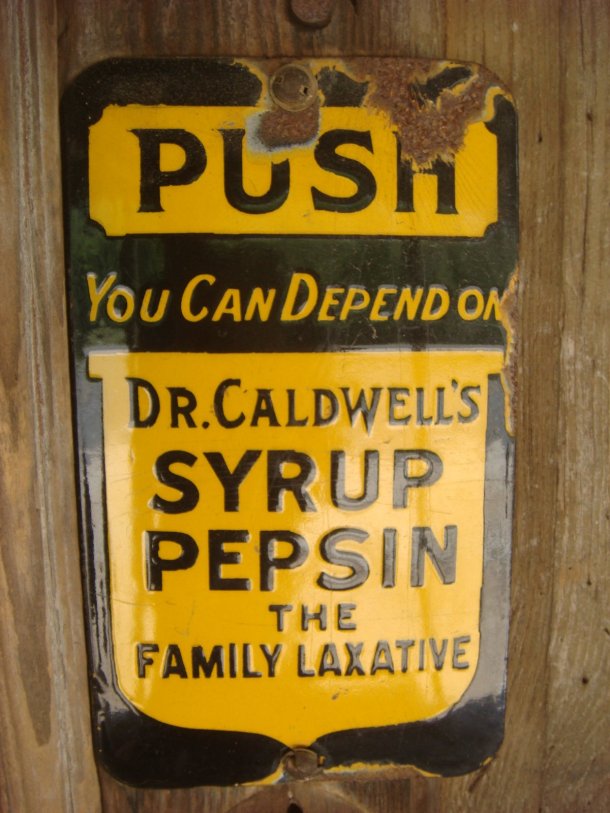 PUSH
YOU CAN DEPEND ON
DR. CALDWELL'S
SYRUP
PEPSIN
THE
FAMILY LAXATIVE